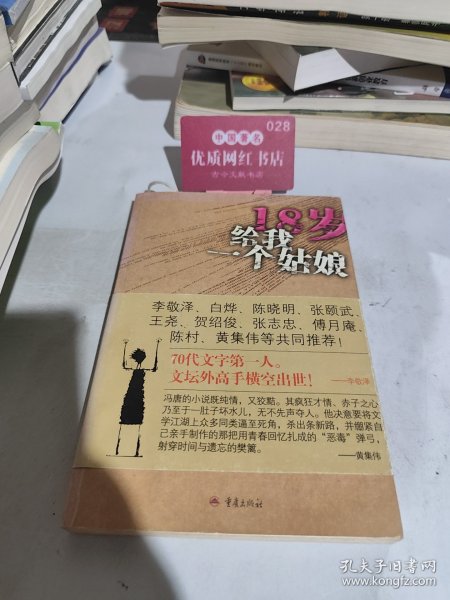 028
中国著名
优质网红书店
古今文献书店
18岁
给我
一个姑娘
李敬泽、白烨、陈晓明、张颐武、
王尧、贺绍俊、张志忠、傅月庵、
陈村、黄集伟等共同推荐！
70代文字第一人。
文坛外高手横空出世！
——李敬泽
冯唐的小说既纯情，又狡黠。其疯狂才情、赤子之心
乃至于一肚子坏水儿，无不先声夺人。他决意要将文
学江湖上众多同类逼至死角，杀出条新路，并绷紧自
己亲手制作的那把用青春回忆扎成的“恶毒”弹弓，
射穿时间与遗忘的樊篱。
——黄集伟
重庆出版社
孔夫子旧书网
www.kongfz.com